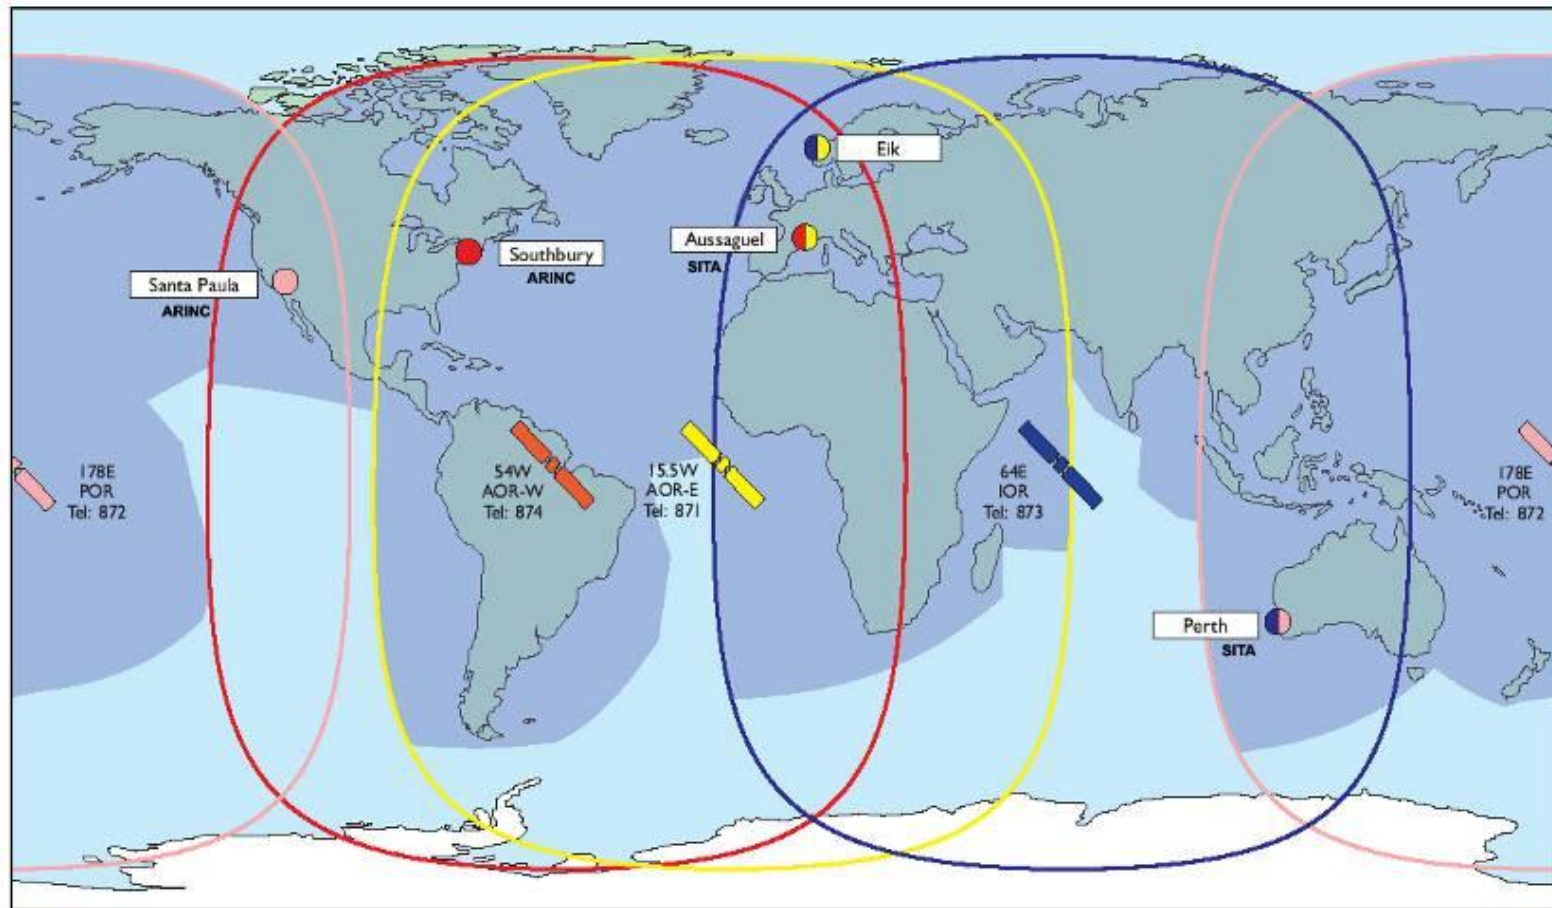 Eik
Aussaguel
SITA
Southbury
ARINC
Santa Paula
ARINC
178E
POR
Tel: 872
54W
AOR-W
Tel: 874
15.5W
AOR-E
Tel: 871
64E
IOR
Tel: 873
178E
POR
Tel: 872
Perth
SITA